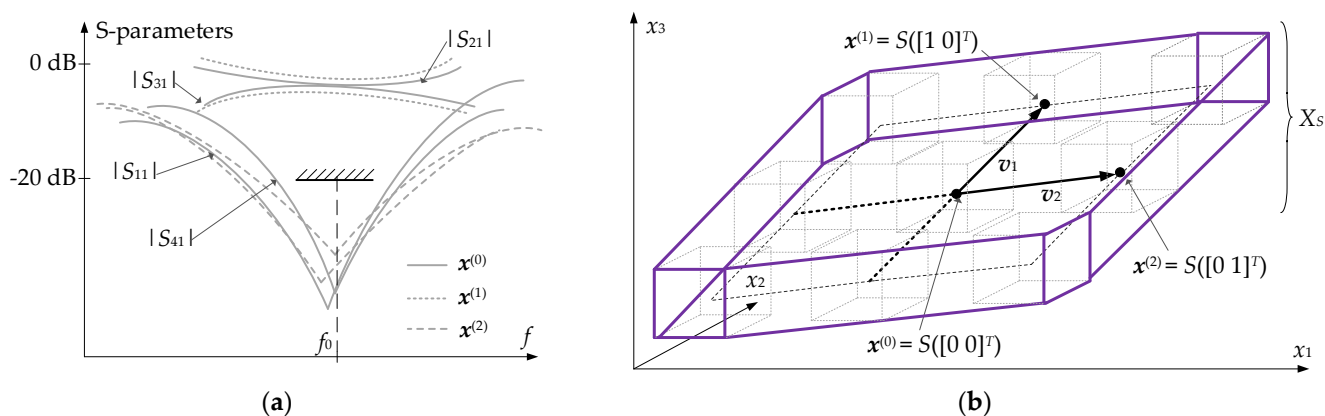 S-parameters
|S21|
0 dB
|S31|
-20 dB
|S11|
|S41|
x(0)
x(1)
x(2)
f0
f
(a)
x3
x(1) = S([1 0]T)
XS
v1
v2
x(2) = S([0 1]T)
x2
x(0) = S([0 0]T)
x1
(b)